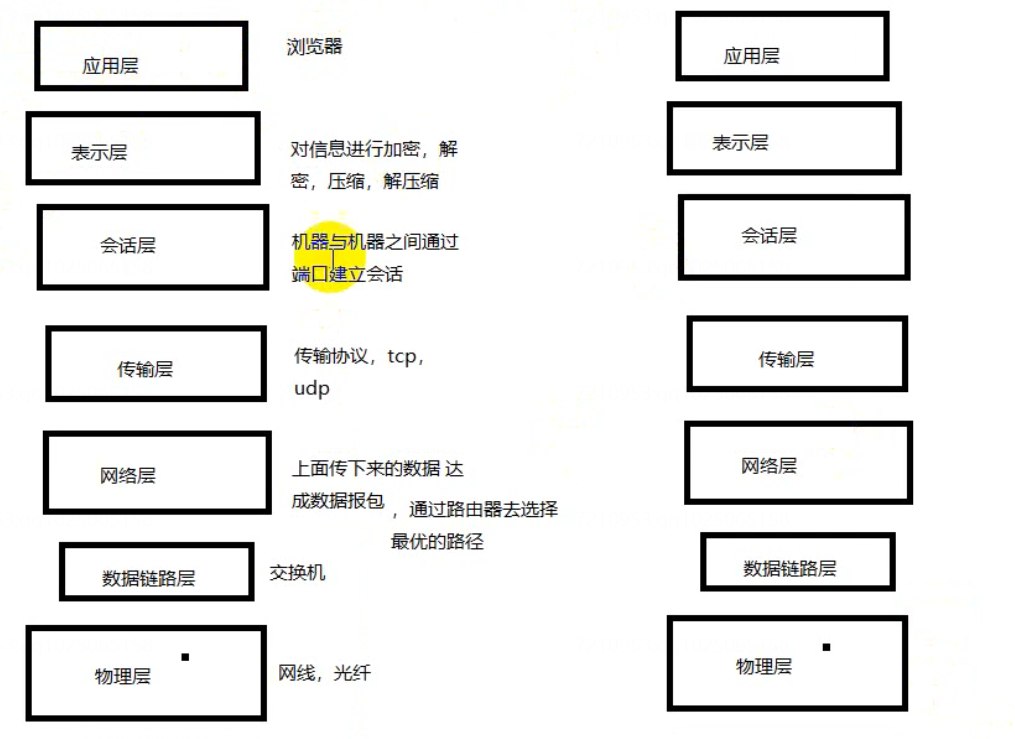 应用层
浏览器
表示层
对信息进行加密，解
密，压缩，解压缩
会话层
机器与机器之间通过
端口建立会话
传输层
传输协议，tcp，
udp
网络层
上面传下来的数据 达
成数据报包
，通过路由器去选择
最优的路径
数据链路层
交换机
物理层
网线，光纤
应用层
表示层
会话层
传输层
网络层
数据链路层
物理层